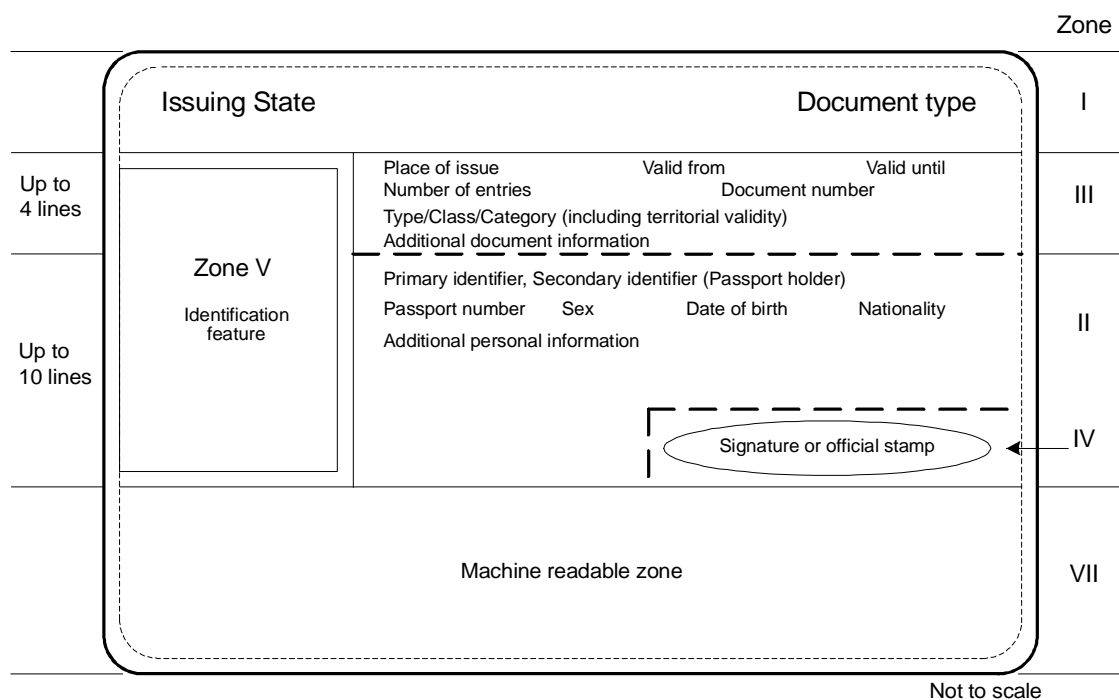 Zone
Issuing State Document type I
Up to
4 lines
Place of issue Valid from Valid until
Number of entries Document number
III
Type/Class/Category (including territorial validity)
Additional document information
Zone V
Identification
feature
Primary identifier, Secondary identifier (Passport holder)
Passport number Sex Date of birth Nationality
II
Additional personal information
Up to
10 lines
Signature or official stamp IV
Machine readable zone VII
Not to scale